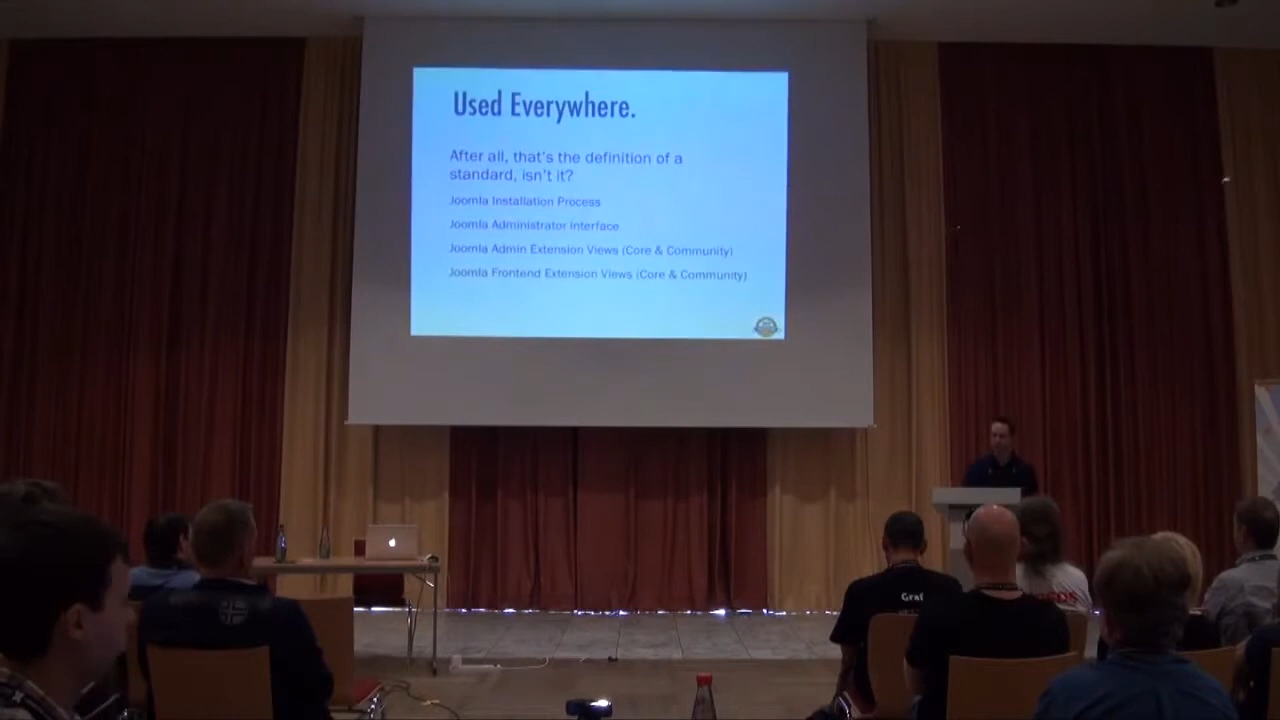 Used Everywhere.
After all, that's the definition of a
standard, isn't it?
Joomla Installation Process
Joomla Administrator Interface
Joomla Admin Extension Views (Core & Community)
Joomla Frontend Extension Views (Core & Community)